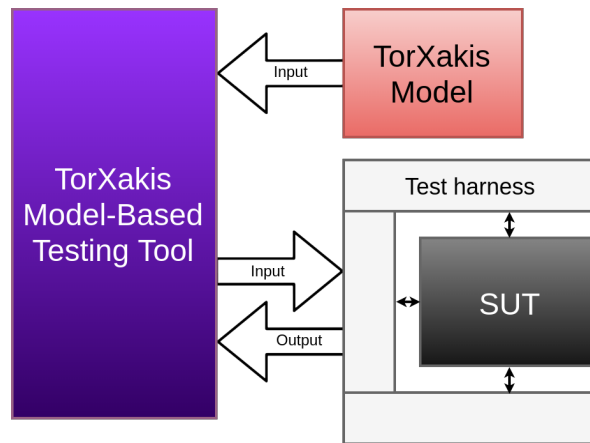 TorXakis
Model-Based
Testing Tool
Input
TorXakis
Model
Test harness
Input
Output
SUT